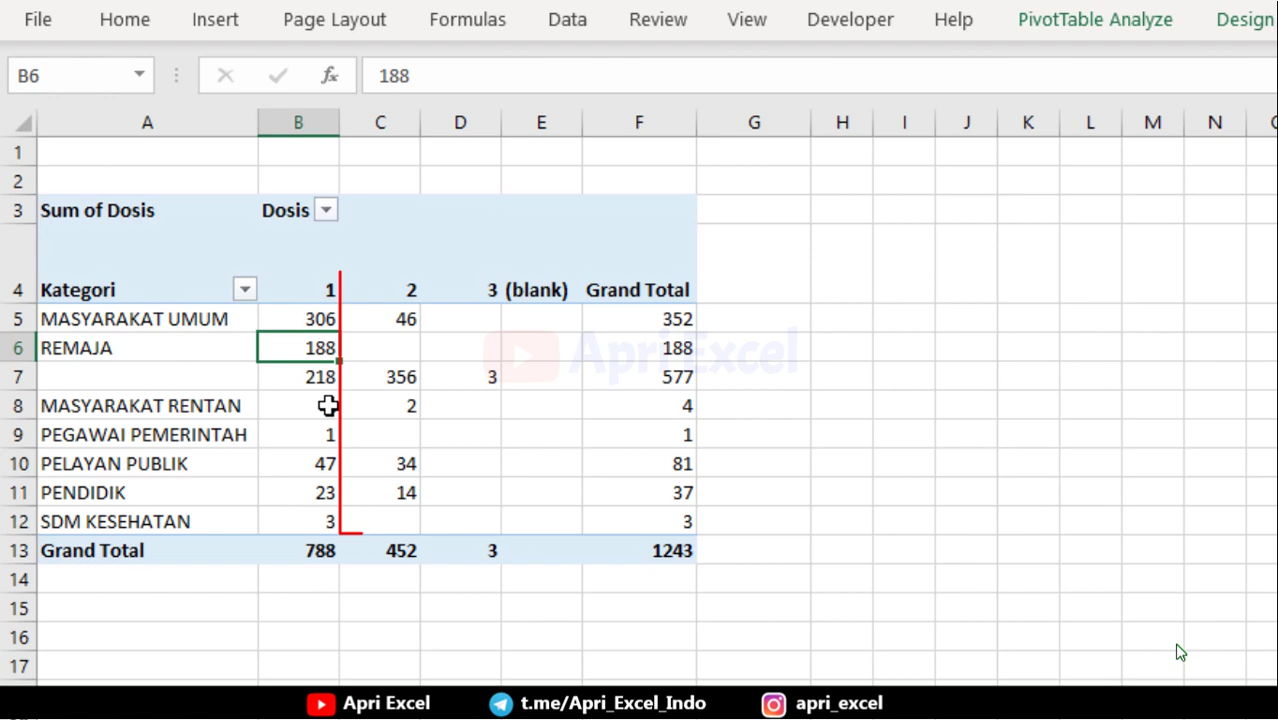 File Home Insert Page Layout Formulas Data Review View Developer Help PivotTable Analyze Design
B6 fx 188
A B C D E F G H I J K L M N
1
2
3 Sum of Dosis Dosis
4 Kategori 1 2 3 (blank) Grand Total
5 MASYARAKAT UMUM 306 46 352
6 REMAJA 188 188
7 218 356 3 577
8 MASYARAKAT RENTAN 2 4
9 PEGAWAI PEMERINTAH 1 1
10 PELAYAN PUBLIK 47 34 81
11 PENDIDIK 23 14 37
12 SDM KESEHATAN 3 3
13 Grand Total 788 452 3 1243
14
15
16
17
Apri Excel
Apri Excel t.me/Apri_Excel_Indo apri_excel